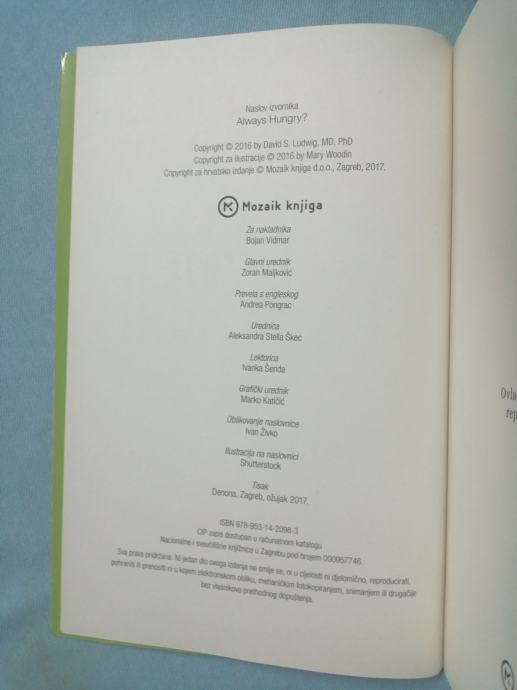 Naslov izvornika
Always Hungry?
Copyright © 2016 by David S. Ludwig, MD, PhD
Copyright za ilustracije © 2016 by Mary Woodin
Copyright za hrvatsko izdanje © Mozaik knjiga d.o.o., Zagreb, 2017.
Mozaik knjiga
Za nakladnika
Bojan Vidmar
Glavni urednik
Zoran Maljković
Prevela s engleskog
Andrea Pongrac
Urednica
Aleksandra Stella Škec
Lektorica
Ivanka Šenda
Grafički urednik
Marko Katičić
Oblikovanje naslovnice
Ivan Živko
Ilustracija na naslovnici
Shutterstock
Tisak
Denona, Zagreb, ožujak 2017.
ISBN 978-953-14-2098-3
CIP zapis dostupan u računalnom katalogu
Nacionalne i sveučilišne knjižnice u Zagrebu pod brojem 000957746.
Sva prava pridržana. Ni jedan dio ovoga izdanja ne smije se, ni u cijelosti ni djelomično, reproducirati,
pohraniti ili prenositi ni u kojem elektronskom obliku, mehaničkim fotokopiranjem, snimanjem ili drugačije
bez vlasnikova prethodnog dopuštenja.
Ovla
rep